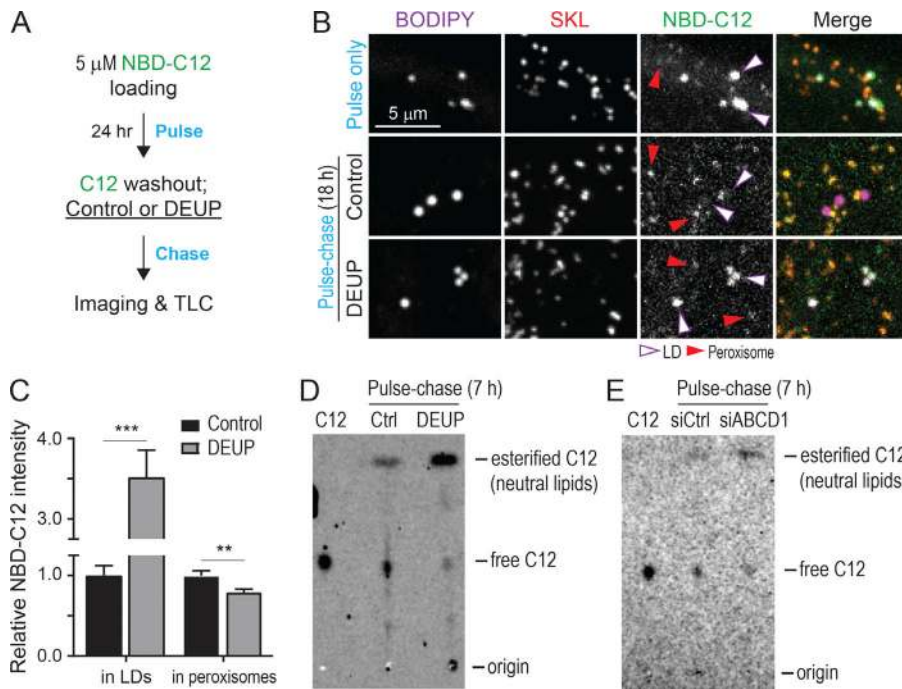 A
5 μM NBD-C12
loading
24 hr
Pulse
C12 washout;
Control or DEUP
Chase
Imaging & TLC
B
BODIPY
SKL
NBD-C12
Merge
Pulse only
5 μm
Pulse-chase (18 h)
Control
DEUP
LD
Peroxisome
C
Relative NBD-C12 intensity
Control
DEUP
4.0
3.0
1.0
0.0
***
**
in LDs
in peroxisomes
D
Pulse-chase (7 h)
C12
Ctrl
DEUP
esterified C12
(neutral lipids)
free C12
origin
E
Pulse-chase (7 h)
C12
siCtrl
siABCD1
esterified C12
(neutral lipids)
free C12
origin